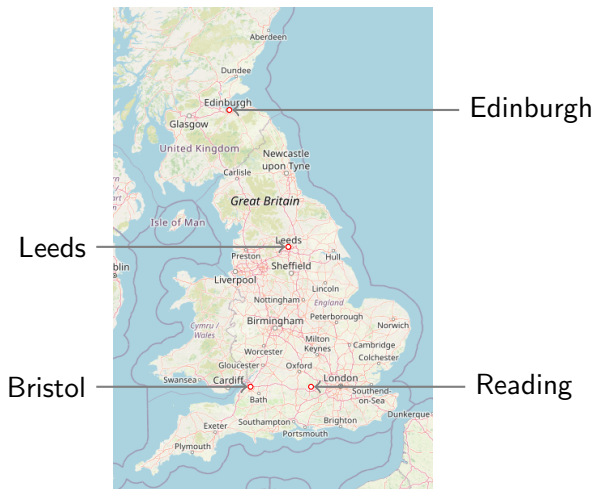 Aberdeen
Dundee
Edinburgh
Edinburgh
Glasgow
United Kingdom
Newcastle
upon Tyne
Carlisle
Great Britain
Isle of Man
Leeds
Leeds
Preston
Hull
blin
Liverpool
Sheffield
Lincoln
Nottingham
England
Peterborough
Norwich
Cymru /
Wales
Birmingham
Milton
Keynes
Cambridge
Worcester
Colchester
Gloucester
Oxford
Bristol
Swansea
Cardiff
London
Reading
Bath
Southend-
on-Sea
Dunkerque
Exeter
Southampton
Brighton
Portsmouth
Plymouth